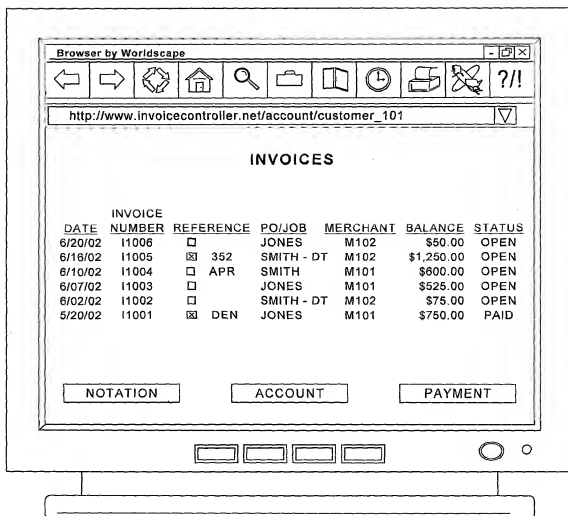 Browser by Worldscape
?/!
http://www.invoicecontroller.net/account/customer_101
INVOICES
INVOICE
DATE NUMBER REFERENCE PO/JOB MERCHANT BALANCE STATUS
6/20/02 I1006 JONES M102 $50.00 OPEN
6/16/02 I1005 352 SMITH - DT M102 $1,250.00 OPEN
6/10/02 I1004 APR SMITH M101 $600.00 OPEN
6/07/02 I1003 JONES M101 $525.00 OPEN
6/02/02 I1002 SMITH - DT M102 $75.00 OPEN
5/20/02 I1001 DEN JONES M101 $750.00 PAID
NOTATION ACCOUNT PAYMENT